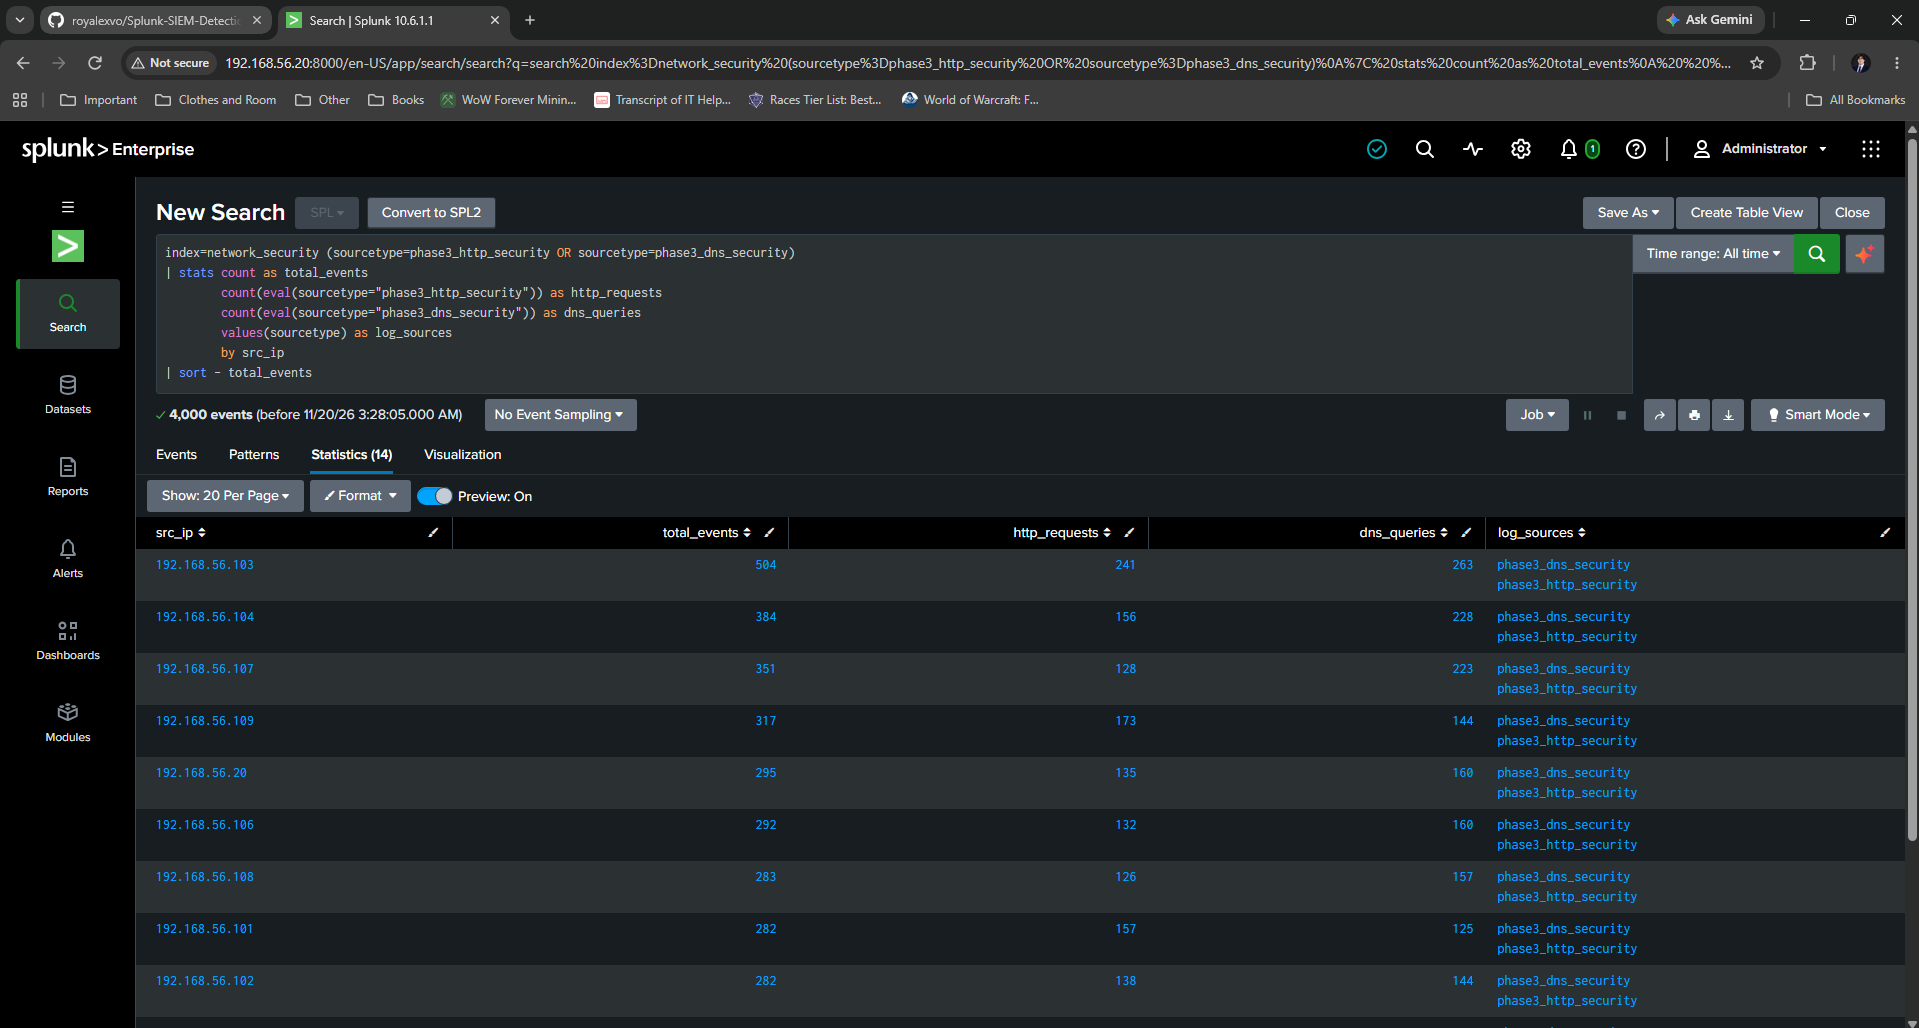 royalexvo/Splunk-SIEM-Detecti
Search | Splunk 10.6.1.1
Ask Gemini
Not secure
192.168.56.20:8000/en-US/app/search/search?q=search%20index%3Dnetwork_security%20(sourcetype%3Dphase3_http_security%20OR%20sourcetype%3Dphase3_dns_security)%0A%7C%20stats%20count%20as%20total_events%0A%20%20%...
Important
Clothes and Room
Other
Books
WoW Forever Minin...
Transcript of IT Help...
Races Tier List: Best...
World of Warcraft: F...
All Bookmarks
splunk>Enterprise
1
Administrator
New Search
SPL
Convert to SPL2
Save As
Create Table View
Close
index=network_security (sourcetype=phase3_http_security OR sourcetype=phase3_dns_security)
| stats count as total_events
count(eval(sourcetype="phase3_http_security")) as http_requests
count(eval(sourcetype="phase3_dns_security")) as dns_queries
values(sourcetype) as log_sources
by src_ip
| sort - total_events
Time range: All time
Search
Datasets
Reports
Alerts
Dashboards
Modules
4,000 events (before 11/20/26 3:28:05.000 AM)
No Event Sampling
Job
Smart Mode
Events
Patterns
Statistics (14)
Visualization
Show: 20 Per Page
Format
Preview: On
src_ip total_events http_requests dns_queries log_sources
192.168.56.103 504 241 263 phase3_dns_security
phase3_http_security
192.168.56.104 384 156 228 phase3_dns_security
phase3_http_security
192.168.56.107 351 128 223 phase3_dns_security
phase3_http_security
192.168.56.109 317 173 144 phase3_dns_security
phase3_http_security
192.168.56.20 295 135 160 phase3_dns_security
phase3_http_security
192.168.56.106 292 132 160 phase3_dns_security
phase3_http_security
192.168.56.108 283 126 157 phase3_dns_security
phase3_http_security
192.168.56.101 282 157 125 phase3_dns_security
phase3_http_security
192.168.56.102 282 138 144 phase3_dns_security
phase3_http_security